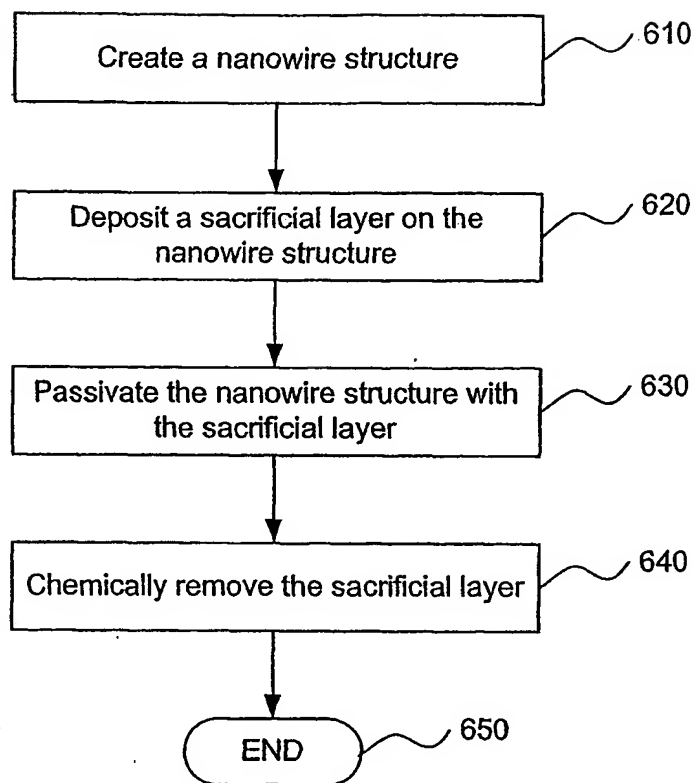 Create a nanowire structure
610
Deposit a sacrificial layer on the
nanowire structure
620
Passivate the nanowire structure with
the sacrificial layer
630
Chemically remove the sacrificial layer
640
END
650